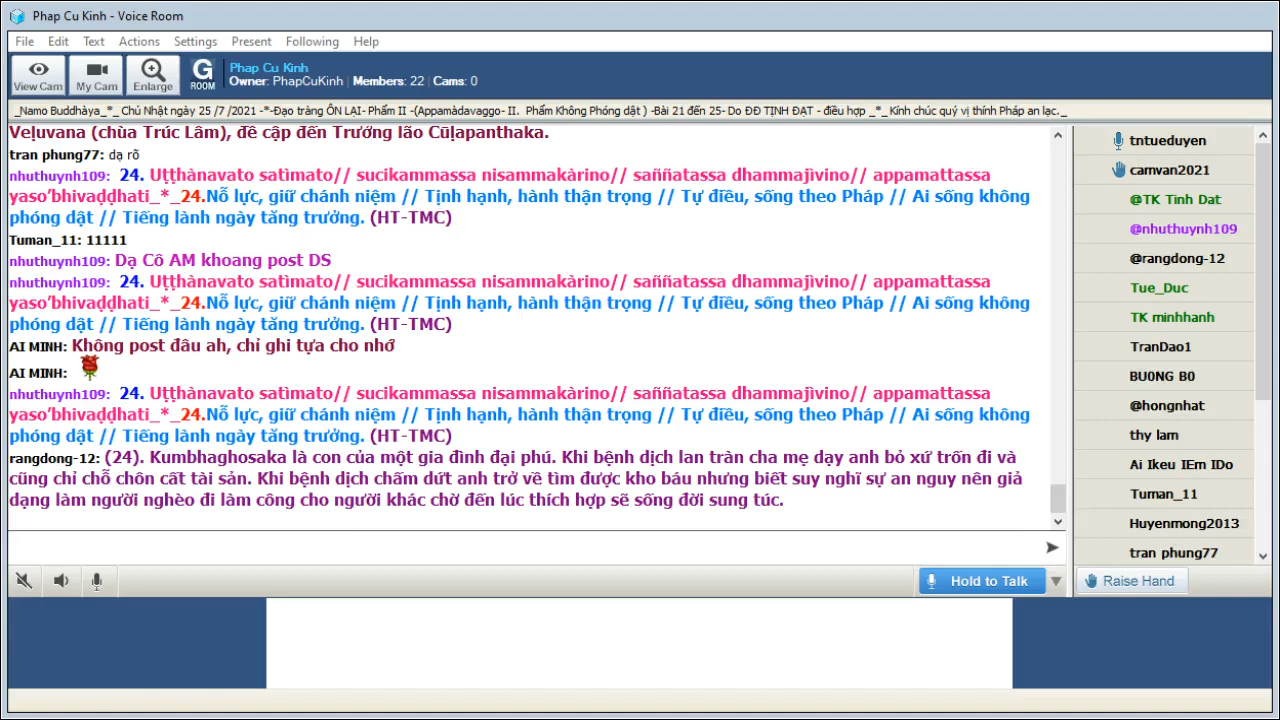 Phap Cu Kinh - Voice Room
File Edit Text Actions Settings Present Following Help
View Cam My Cam Enlarge G ROOM
Phap Cu Kinh
Owner: PhapCuKinh | Members: 22 | Cams: 0
_Namo Buddhàya_*_ Chủ Nhật ngày 25 /7 /2021 -*-Đạo tràng ÔN LẠI- Phẩm II -(Appamàdavaggo- II. Phẩm Không Phóng dật ) -Bài 21 đến 25- Do ĐĐ TỊNH ĐẠT - điều hợp _*_ Kính chúc quý vị thính Pháp an lạc._
Veḷuvana (chùa Trúc Lâm), đề cập đến Trưởng lão Cūḷapanthaka.
tran phung77: dạ rõ
nhuthuynh109: 24. Uṭṭhànavato satìmato// sucikammassa nisammakàrino// saññatassa dhammajìvino// appamattassa
yaso’bhivaḍḍhati_*_24.Nỗ lực, giữ chánh niệm // Tịnh hạnh, hành thận trọng // Tự điều, sống theo Pháp // Ai sống không
phóng dật // Tiếng lành ngày tăng trưởng. (HT-TMC)
Tuman_11: 11111
nhuthuynh109: Dạ Cô AM khoang post DS
nhuthuynh109: 24. Uṭṭhànavato satìmato// sucikammassa nisammakàrino// saññatassa dhammajìvino// appamattassa
yaso’bhivaḍḍhati_*_24.Nỗ lực, giữ chánh niệm // Tịnh hạnh, hành thận trọng // Tự điều, sống theo Pháp // Ai sống không
phóng dật // Tiếng lành ngày tăng trưởng. (HT-TMC)
AI MINH: Không post đâu ah, chỉ ghi tựa cho nhớ
AI MINH:
nhuthuynh109: 24. Uṭṭhànavato satìmato// sucikammassa nisammakàrino// saññatassa dhammajìvino// appamattassa
yaso’bhivaḍḍhati_*_24.Nỗ lực, giữ chánh niệm // Tịnh hạnh, hành thận trọng // Tự điều, sống theo Pháp // Ai sống không
phóng dật // Tiếng lành ngày tăng trưởng. (HT-TMC)
rangdong-12: (24). Kumbhaghosaka là con của một gia đình đại phú. Khi bệnh dịch lan tràn cha mẹ dạy anh bỏ xứ trốn đi và
cũng chỉ chỗ chôn cất tài sản. Khi bệnh dịch chấm dứt anh trở về tìm được kho báu nhưng biết suy nghĩ sự an nguy nên giả
dạng làm người nghèo đi làm công cho người khác chờ đến lúc thích hợp sẽ sống đời sung túc.
Hold to Talk
tntueduyen
camvan2021
@TK Tinh Dat
@nhuthuynh109
@rangdong-12
Tue_Duc
TK minhhanh
TranDao1
BU0NG B0
@hongnhat
thy lam
Ai Ikeu IEm IDo
Tuman_11
Huyenmong2013
tran phung77
Raise Hand